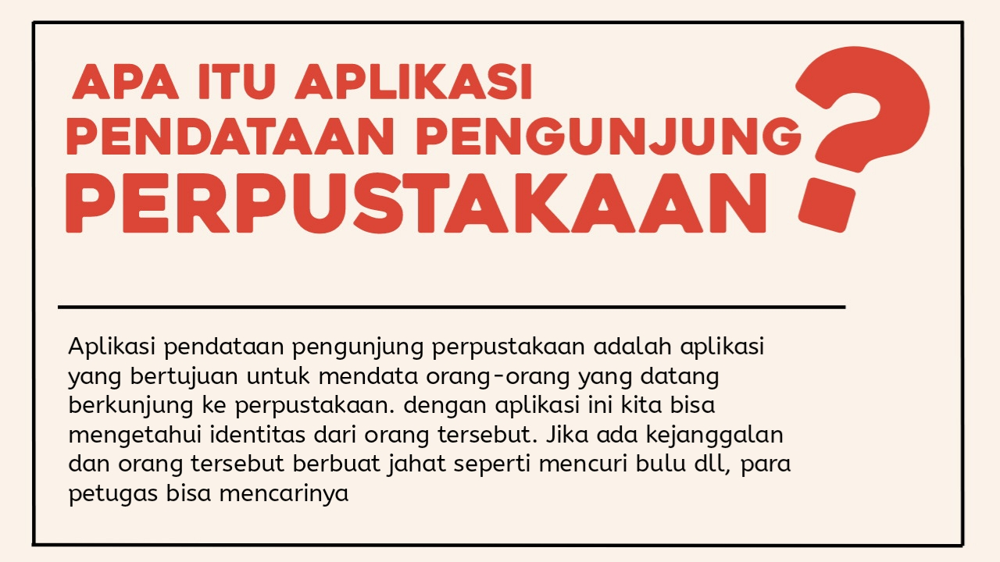 APA ITU APLIKASI
PENDATAAN PENGUNJUNG
PERPUSTAKAAN ?
Aplikasi pendataan pengunjung perpustakaan adalah aplikasi
yang bertujuan untuk mendata orang-orang yang datang
berkunjung ke perpustakaan. dengan aplikasi ini kita bisa
mengetahui identitas dari orang tersebut. Jika ada kejanggalan
dan orang tersebut berbuat jahat seperti mencuri bulu dll, para
petugas bisa mencarinya